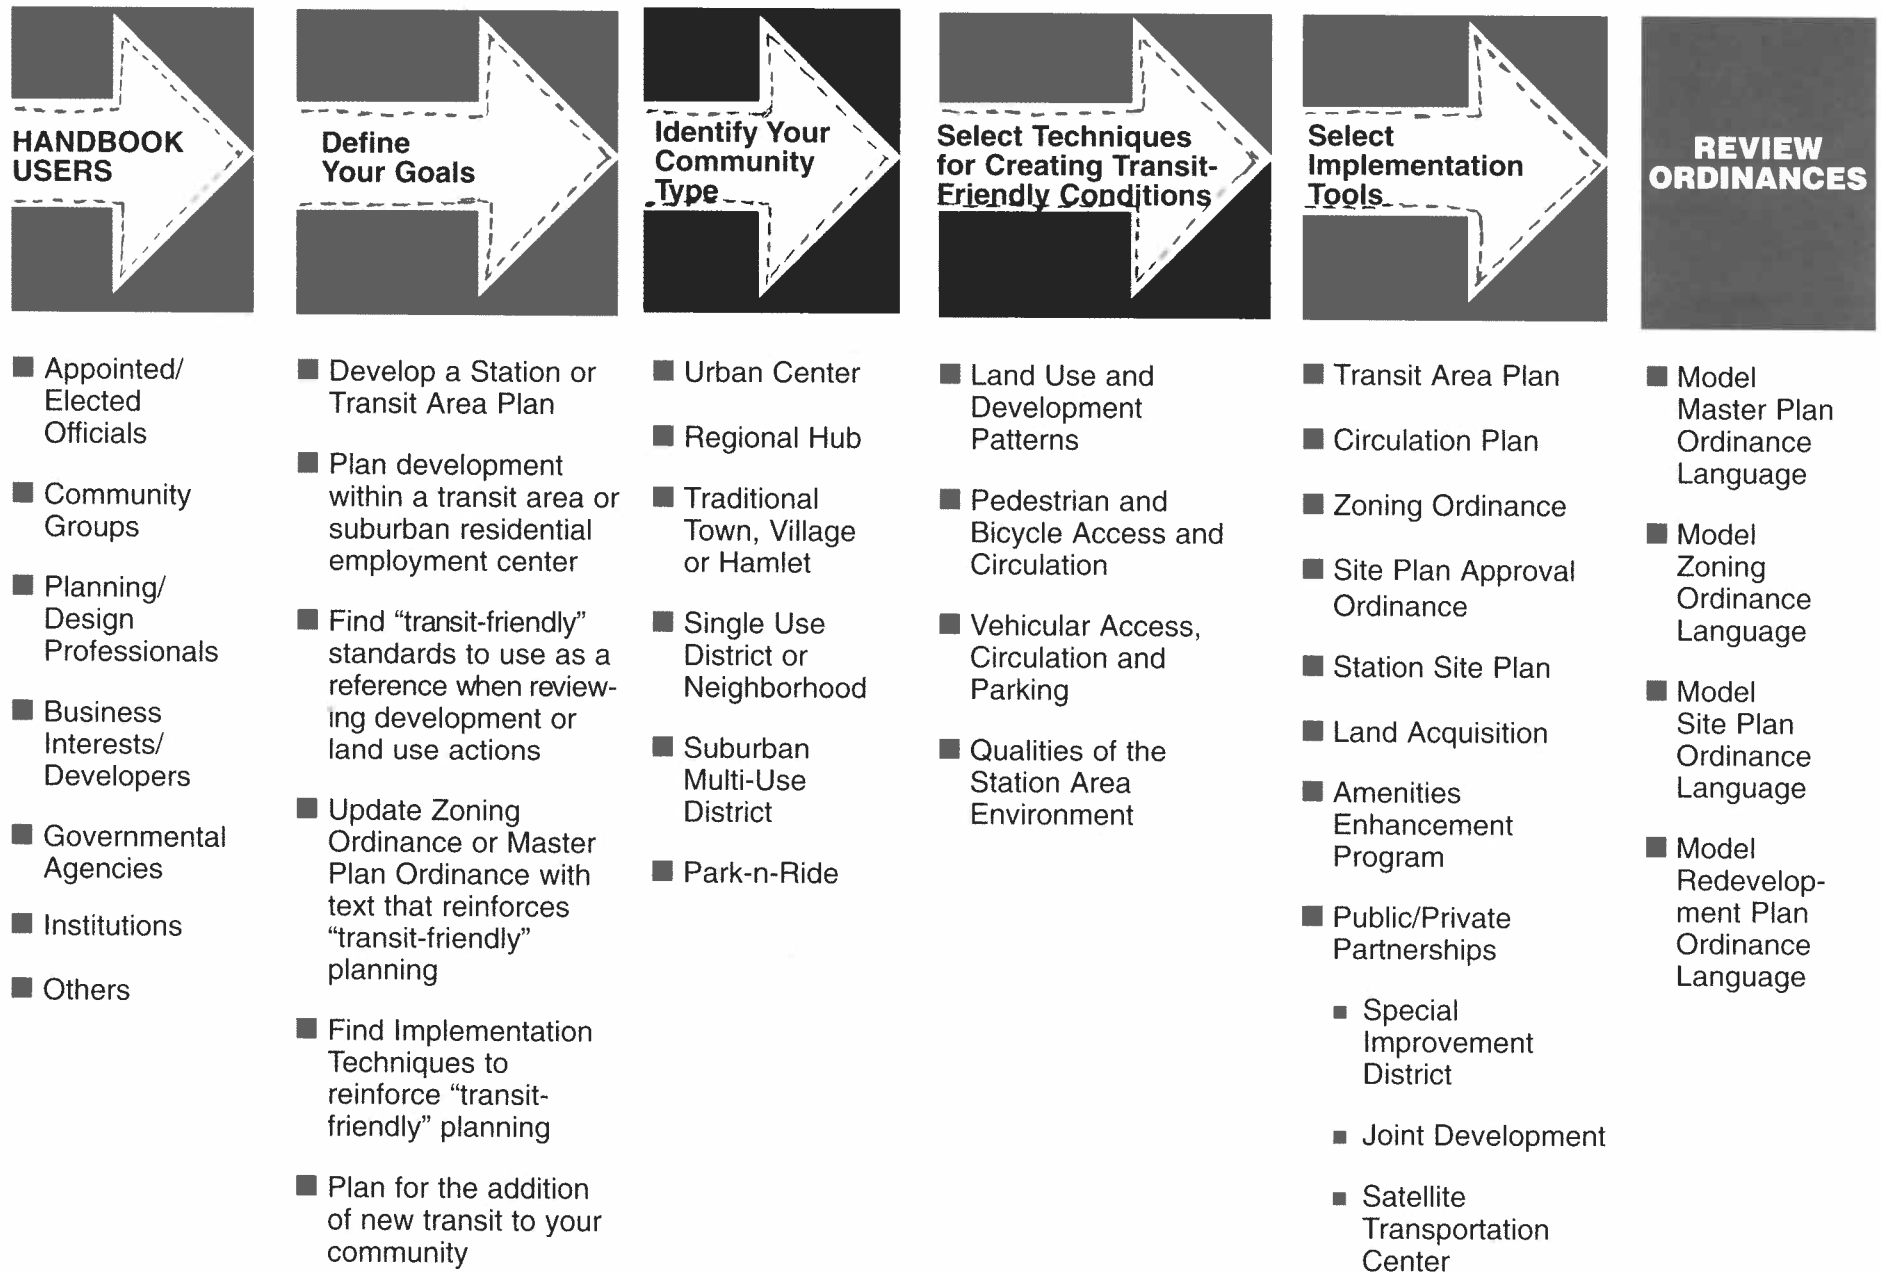 HANDBOOK
USERS
Appointed/
Elected
Officials
Community
Groups
Planning/
Design
Professionals
Business
Interests/
Developers
Governmental
Agencies
Institutions
Others
Define
Your Goals
Develop a Station or
Transit Area Plan
Plan development
within a transit area or
suburban residential
employment center
Find “transit-friendly”
standards to use as a
reference when review-
ing development or
land use actions
Update Zoning
Ordinance or Master
Plan Ordinance with
text that reinforces
“transit-friendly”
planning
Find Implementation
Techniques to
reinforce “transit-
friendly” planning
Plan for the addition
of new transit to your
community
Identify Your
Community
Type
Urban Center
Regional Hub
Traditional
Town, Village
or Hamlet
Single Use
District or
Neighborhood
Suburban
Multi-Use
District
Park-n-Ride
Select Techniques
for Creating Transit-
Friendly Conditions
Land Use and
Development
Patterns
Pedestrian and
Bicycle Access and
Circulation
Vehicular Access,
Circulation and
Parking
Qualities of the
Station Area
Environment
Select
Implementation
Tools
Transit Area Plan
Circulation Plan
Zoning Ordinance
Site Plan Approval
Ordinance
Station Site Plan
Land Acquisition
Amenities
Enhancement
Program
Public/Private
Partnerships
Special
Improvement
District
Joint Development
Satellite
Transportation
Center
REVIEW
ORDINANCES
Model
Master Plan
Ordinance
Language
Model
Zoning
Ordinance
Language
Model
Site Plan
Ordinance
Language
Model
Redevelop-
ment Plan
Ordinance
Language